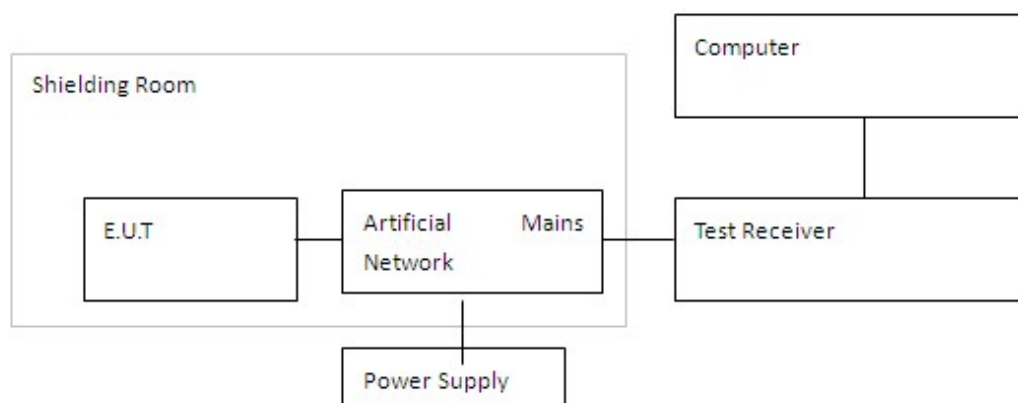 Computer
Shielding Room
E.U.T
Artificial Mains
Network
Test Receiver
Power Supply